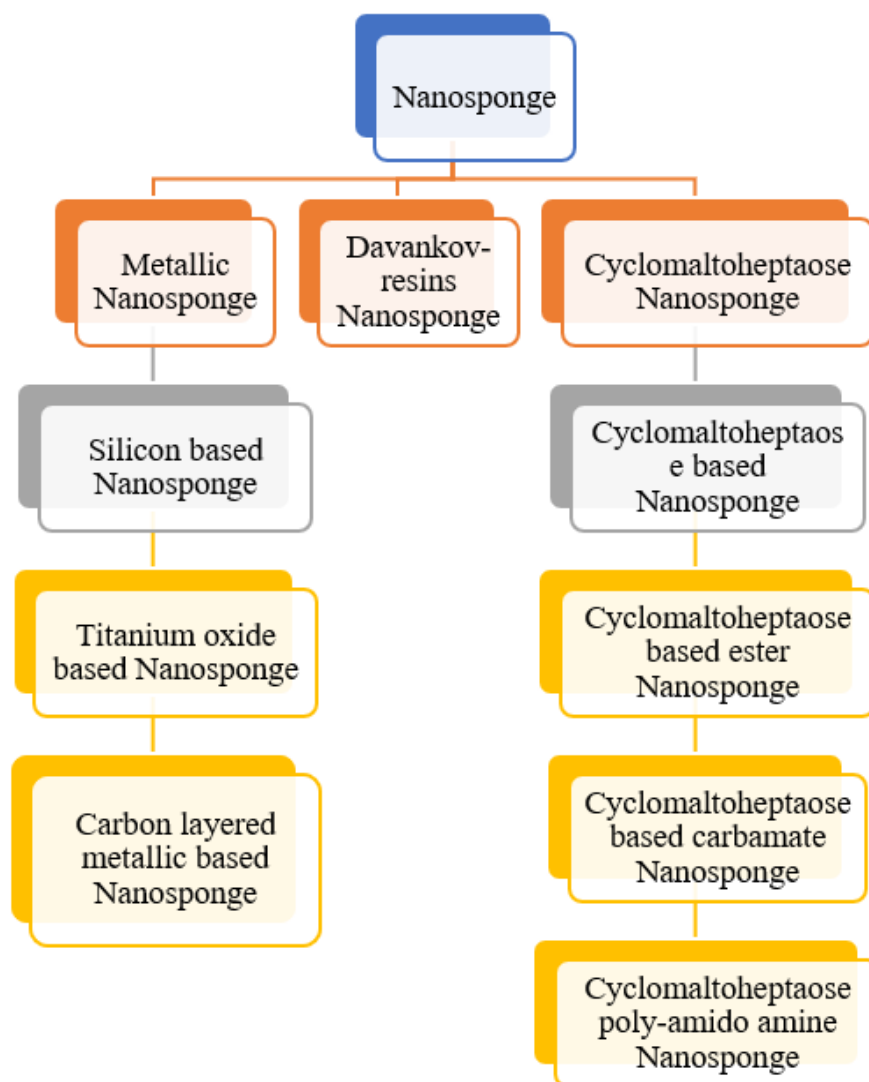 Nanosponge
Metallic
Nanosponge
Davankov-
resins
Nanosponge
Cyclomaltoheptaose
Nanosponge
Silicon based
Nanosponge
Cyclomaltoheptaos
e based
Nanosponge
Titanium oxide
based Nanosponge
Cyclomaltoheptaose
based ester
Nanosponge
Carbon layered
metallic based
Nanosponge
Cyclomaltoheptaose
based carbamate
Nanosponge
Cyclomaltoheptaose
poly-amido amine
Nanosponge